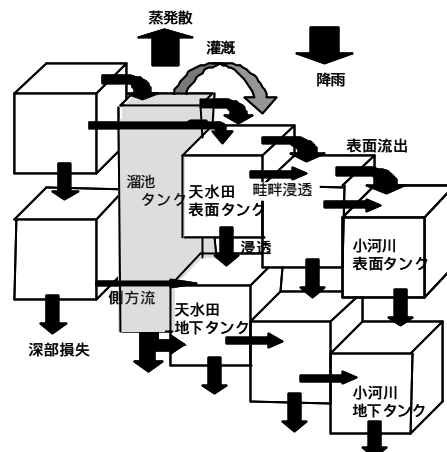 蒸発散
灌漑
降雨
表面流出
溜池
タンク
天水田
表面タンク
畦畔浸透
浸透
小河川
表面タンク
側方流
天水田
地下タンク
深部損失
小河川
地下タンク